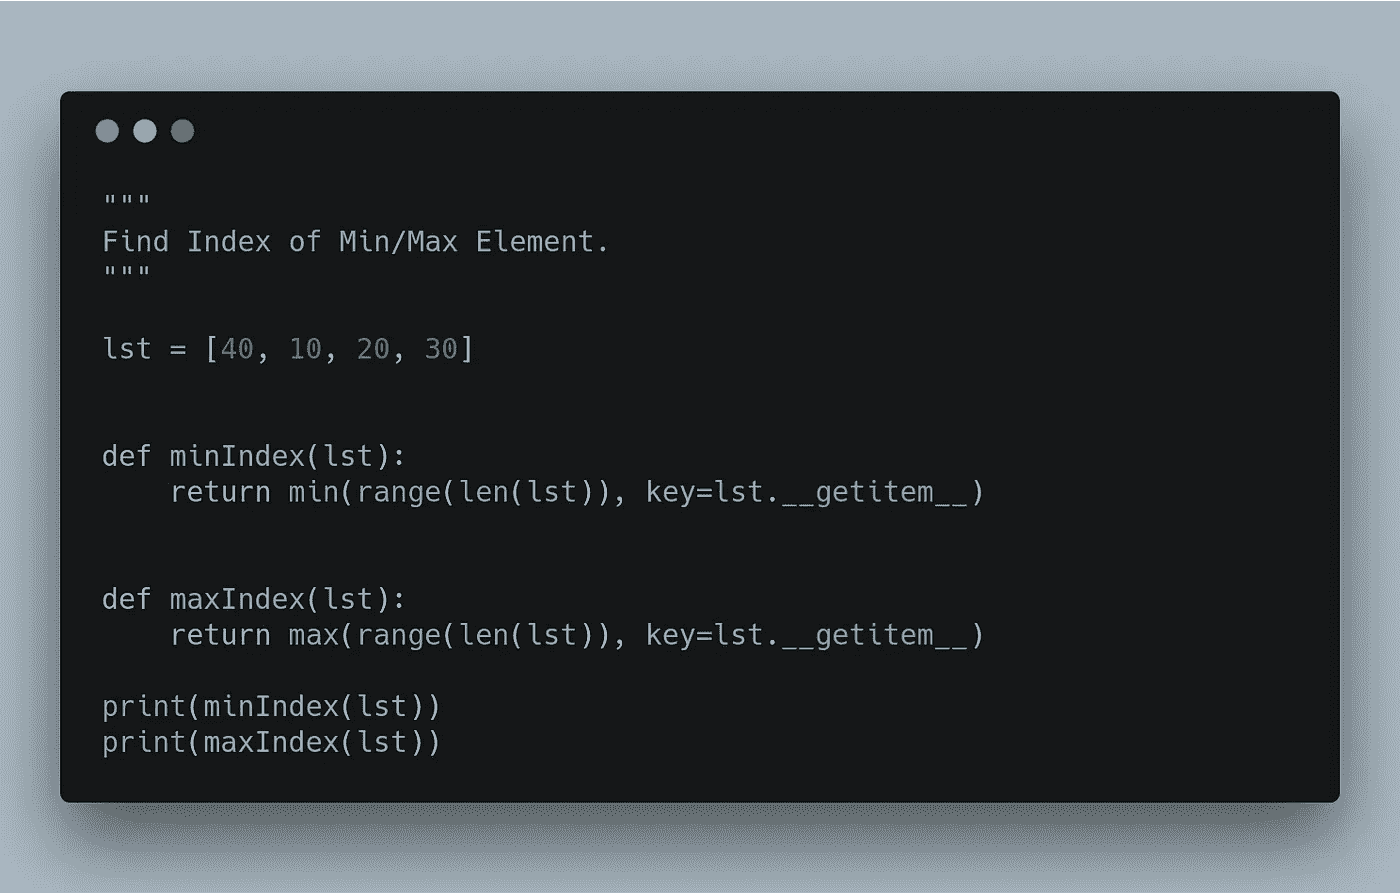 """
Find Index of Min/Max Element.
"""
lst = [40, 10, 20, 30]
def minIndex(lst):
    return min(range(len(lst)), key=lst.__getitem__)
def maxIndex(lst):
    return max(range(len(lst)), key=lst.__getitem__)
print(minIndex(lst))
print(maxIndex(lst))